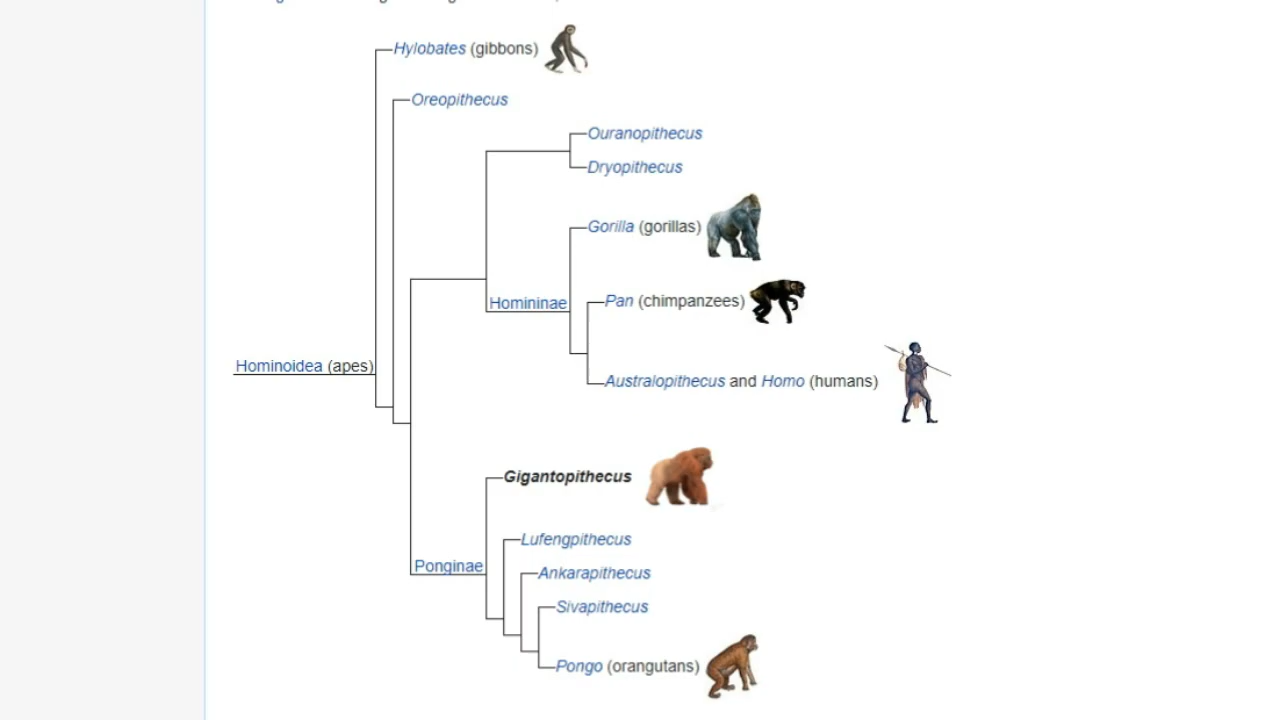 Hylobates (gibbons)
Oreopithecus
Ouranopithecus
Dryopithecus
Gorilla (gorillas)
Pan (chimpanzees)
Homininae
Hominoidea (apes)
Australopithecus and Homo (humans)
Gigantopithecus
Lufengpithecus
Ponginae
Ankarapithecus
Sivapithecus
Pongo (orangutans)